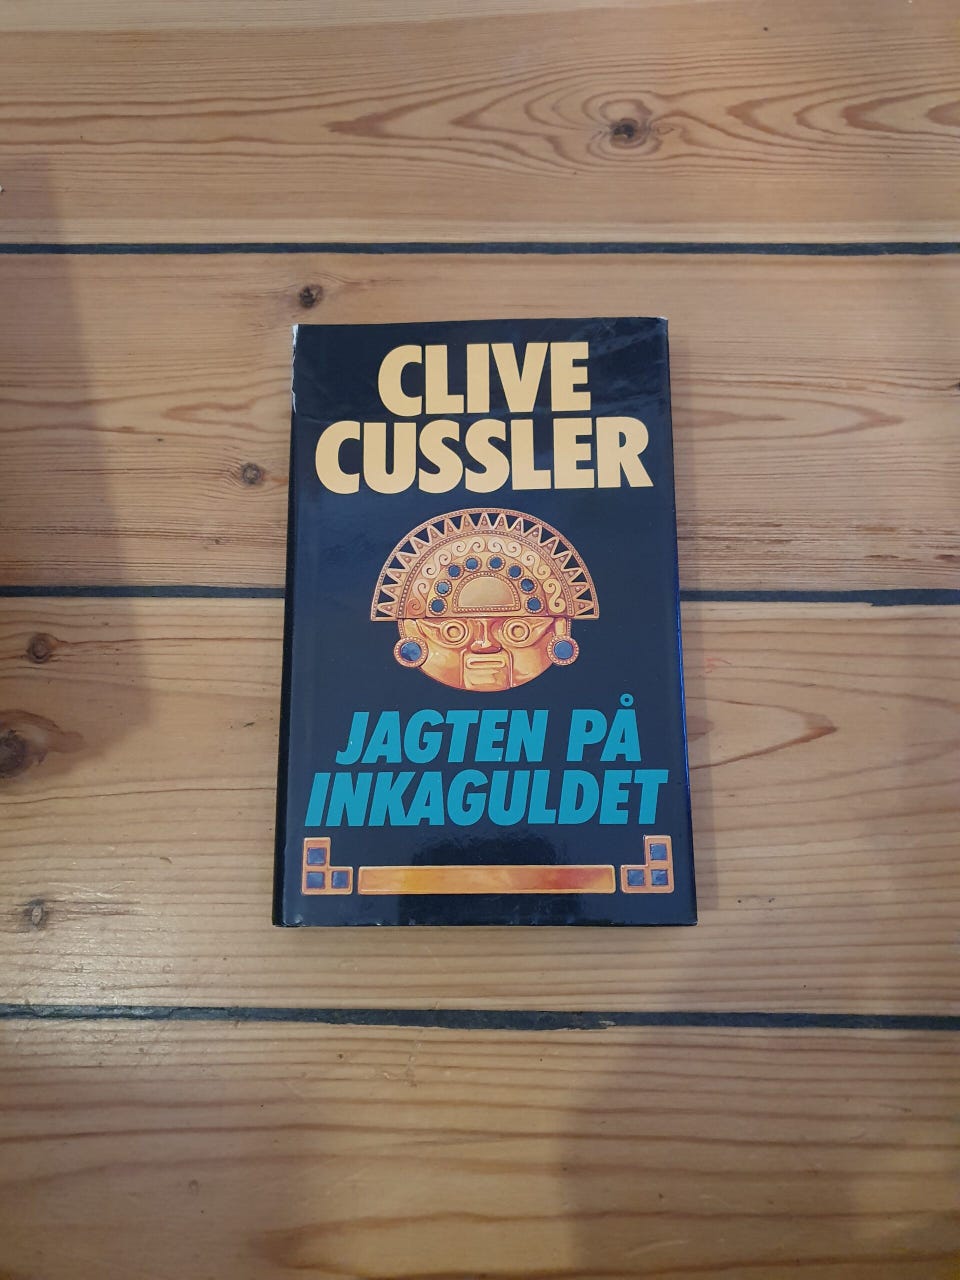 CLIVE
CUSSLER
JAGTEN PÅ
INKAGULDET